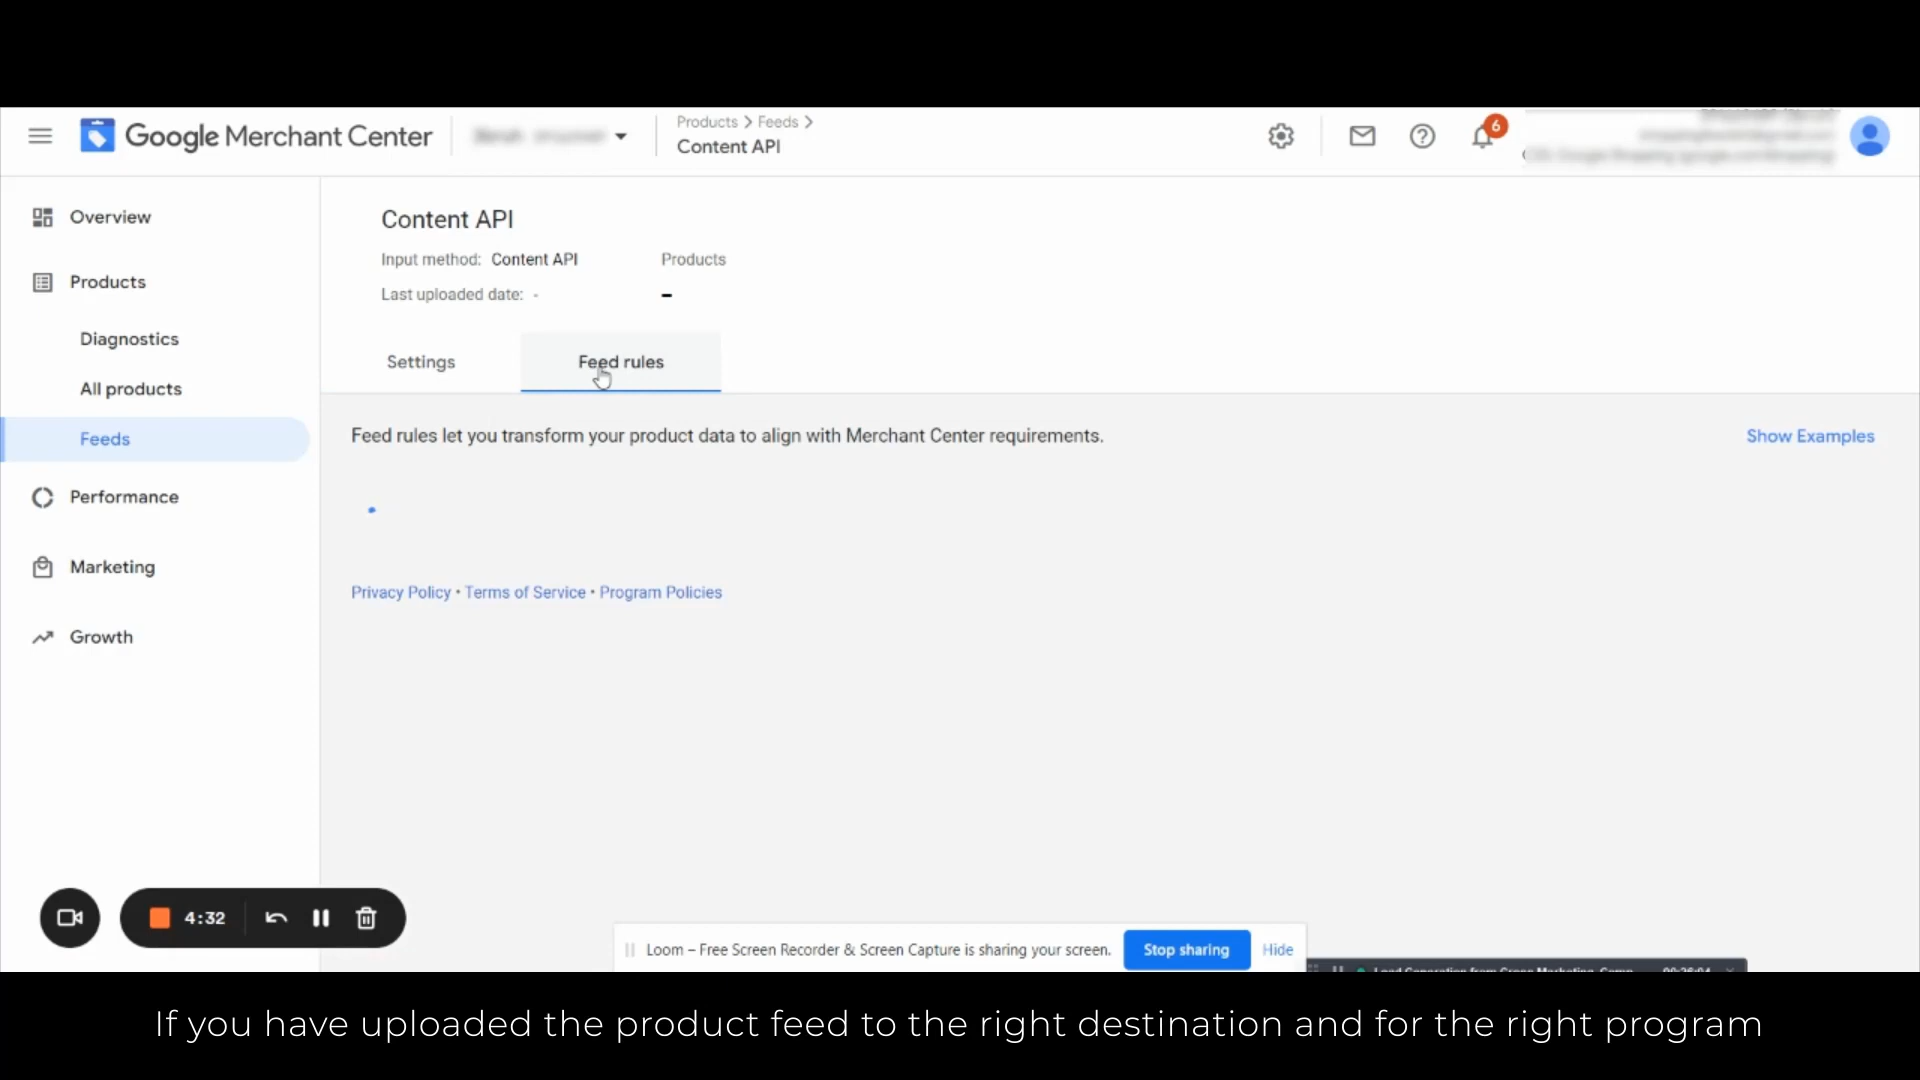 Google Merchant Center
Products > Feeds >
Content API
6
Overview
Products
Diagnostics
All products
Feeds
Performance
Marketing
Growth
Content API
Input method: Content API
Products
Last uploaded date: -
-
Settings
Feed rules
Feed rules let you transform your product data to align with Merchant Center requirements.
Show Examples
Privacy Policy • Terms of Service • Program Policies
4:32
Loom – Free Screen Recorder & Screen Capture is sharing your screen.
Stop sharing
Hide
If you have uploaded the product feed to the right destination and for the right program